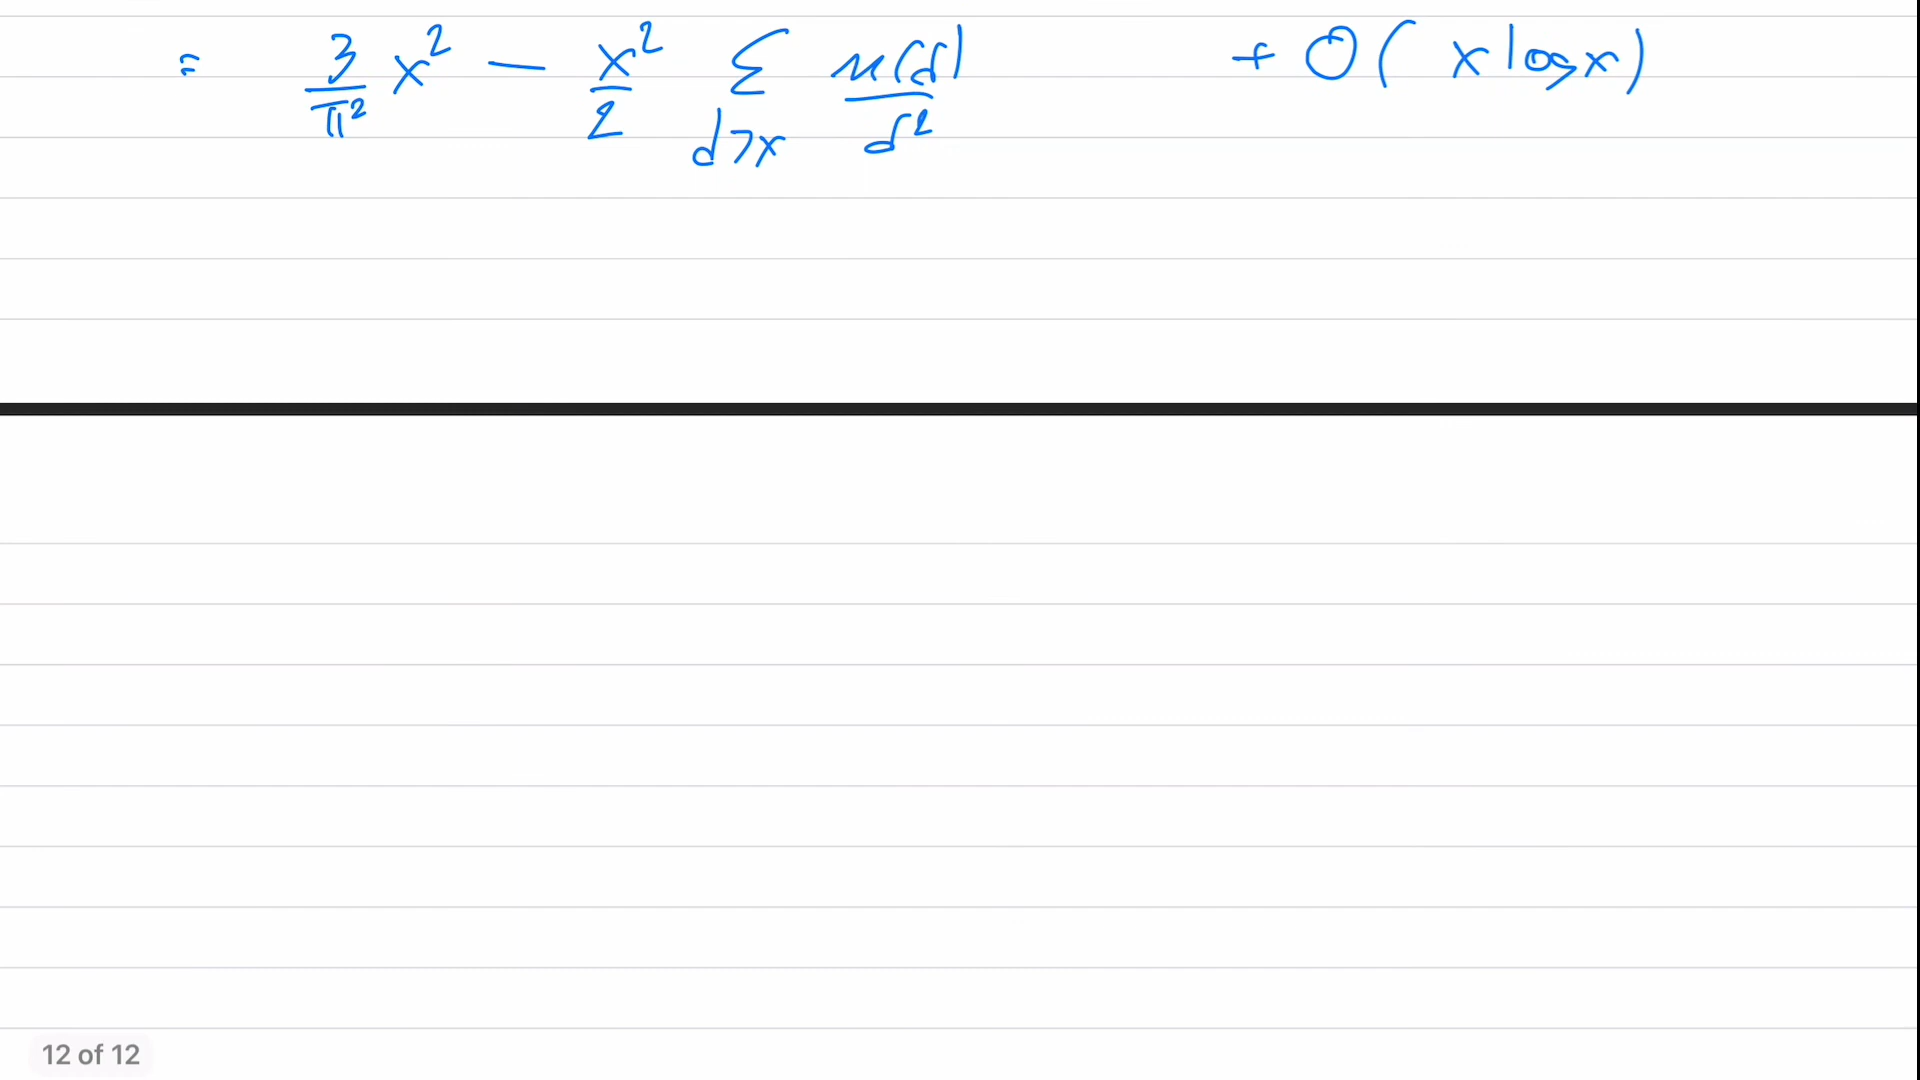 = 3/π² x² — x²/2 Σ_{d>x} μ(d)/d² + O( x log x )
12 of 12